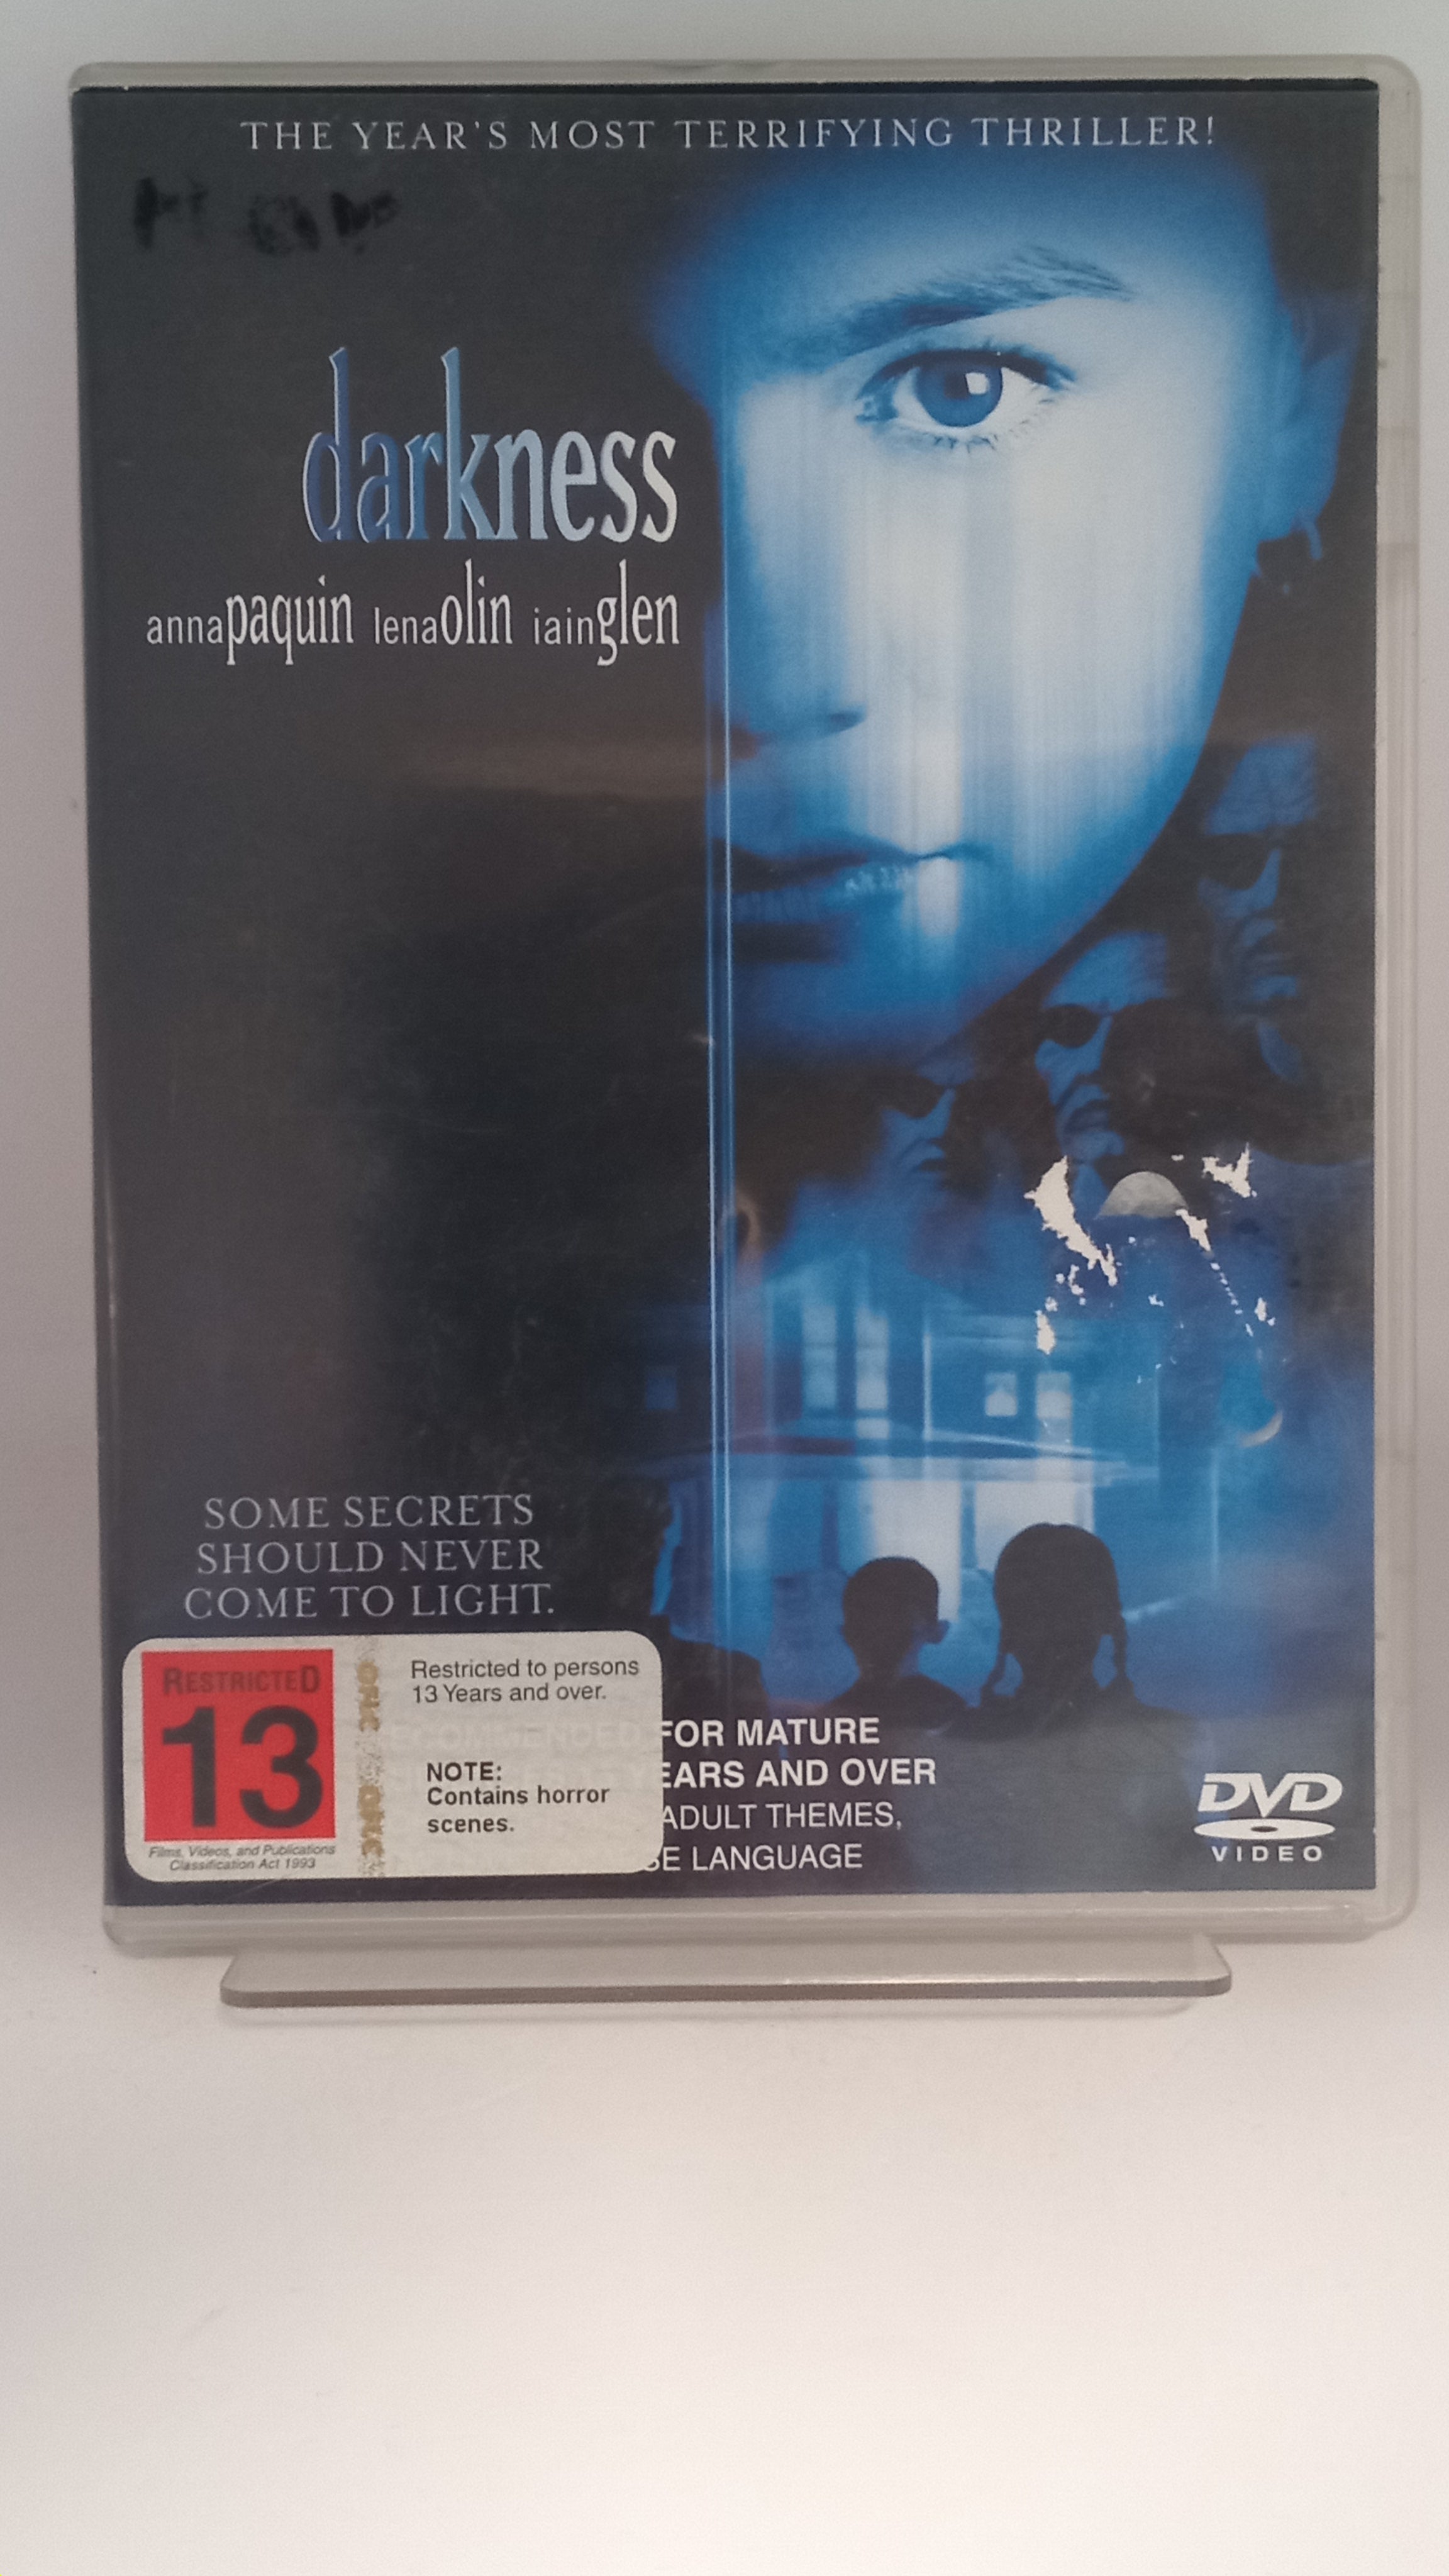 THE YEAR'S MOST TERRIFYING THRILLER!
darkness
annapaquin lenaolin iainglen
SOME SECRETS
SHOULD NEVER
COME TO LIGHT.
RESTRICTED
13
Films, Videos, and Publications
Classification Act 1993
Restricted to persons
13 Years and over.
NOTE:
Contains horror
scenes.
FOR MATURE
EARS AND OVER
ADULT THEMES,
SE LANGUAGE
DVD
VIDEO